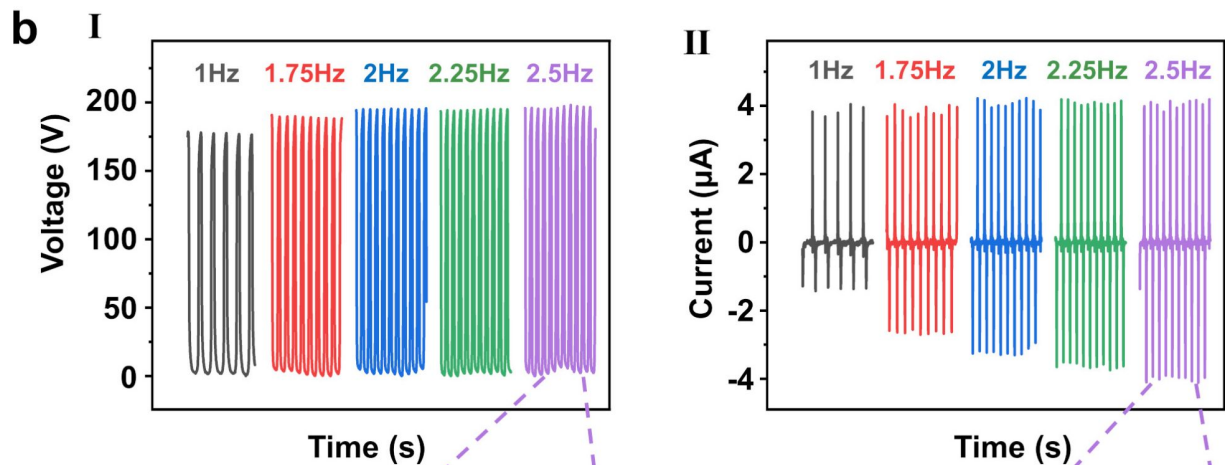 b
I
1Hz 1.75Hz 2Hz 2.25Hz 2.5Hz
200
150
100
50
0
Voltage (V)
Time (s)
II
1Hz 1.75Hz 2Hz 2.25Hz 2.5Hz
4
2
0
-2
-4
Current (μA)
Time (s)